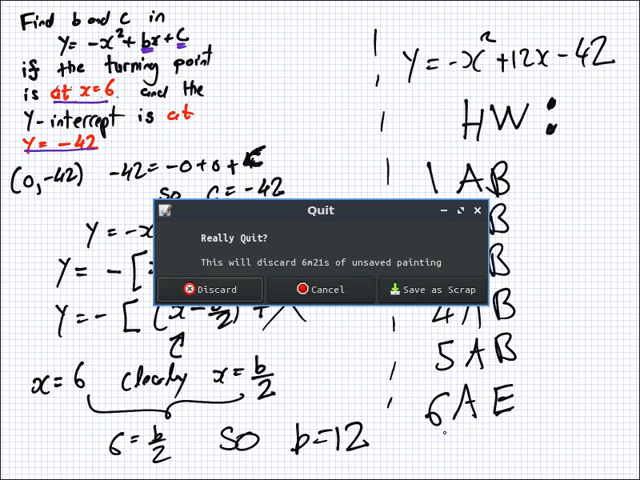 Find b and c in
Y = -x² + bx + c
if the turning point
is at x=6. and the
Y-intercept is at
Y = -42
(0, -42) -42 = -0 + 0 + c
so c = -42
Y = -x
Y = - [
Y = - [ (x - b/2) +
x = 6 clearly x = b/2
6 = b/2 so b = 12
Y = -x² + 12x - 42
HW :
1 AB
B
B
4 AB
5 AB
6 A E
Quit
Really Quit?
This will discard 6m21s of unsaved painting
Discard Cancel Save as Scrap